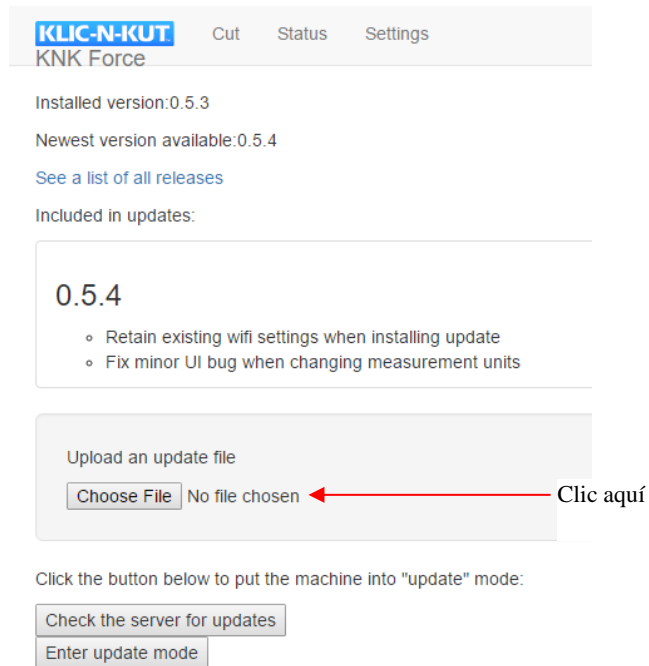 KLIC-N-KUT. Cut Status Settings
KNK Force
Installed version:0.5.3
Newest version available:0.5.4
See a list of all releases
Included in updates:
0.5.4
Retain existing wifi settings when installing update
Fix minor UI bug when changing measurement units
Upload an update file
Choose File No file chosen Clic aquí
Click the button below to put the machine into "update" mode:
Check the server for updates
Enter update mode